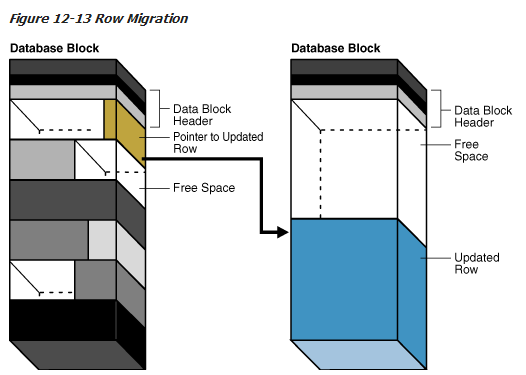 Figure 12-13 Row Migration
Database Block
Data Block
Header
Pointer to Updated
Row
Free Space
Database Block
Data Block
Header
Free
Space
Updated
Row